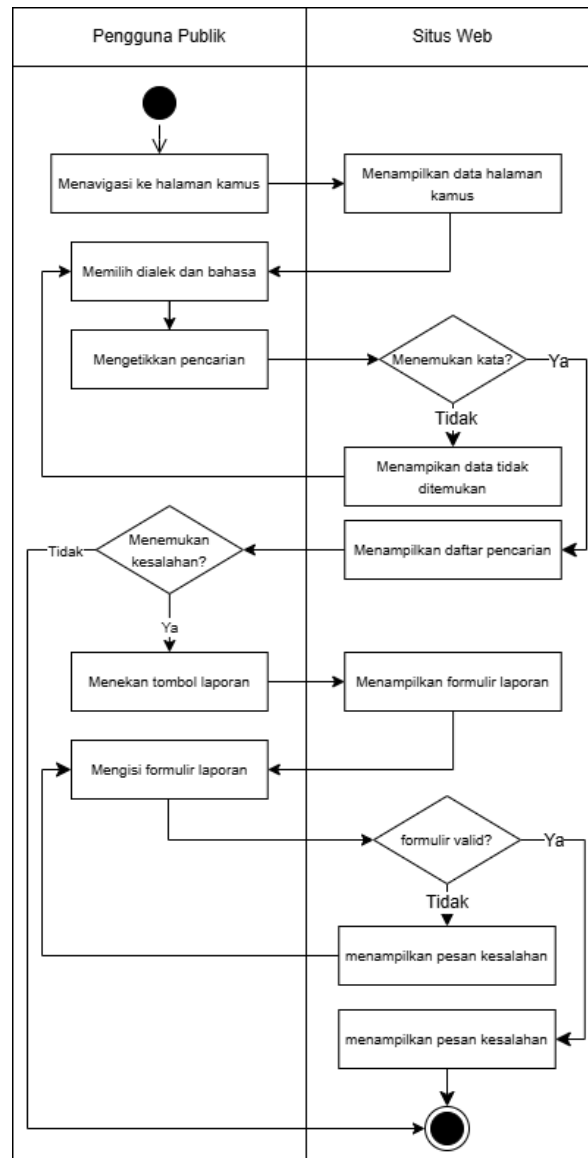 Pengguna Publik
Situs Web
Menavigasi ke halaman kamus
Menampilkan data halaman
kamus
Memilih dialek dan bahasa
Mengetikkan pencarian
Menemukan kata?
Ya
Tidak
Menampikan data tidak
ditemukan
Menampilkan daftar pencarian
Menemukan
kesalahan?
Tidak
Ya
Menekan tombol laporan
Menampilkan formulir laporan
Mengisi formulir laporan
formulir valid?
Ya
Tidak
menampilkan pesan kesalahan
menampilkan pesan kesalahan